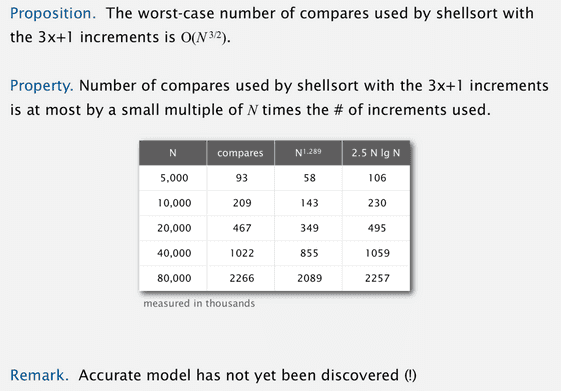 Proposition. The worst-case number of compares used by shellsort with
the 3x+1 increments is O(N 3/2).
Property. Number of compares used by shellsort with the 3x+1 increments
is at most by a small multiple of N times the # of increments used.
N compares N1.289 2.5 N lg N
5,000 93 58 106
10,000 209 143 230
20,000 467 349 495
40,000 1022 855 1059
80,000 2266 2089 2257
measured in thousands
Remark. Accurate model has not yet been discovered (!)